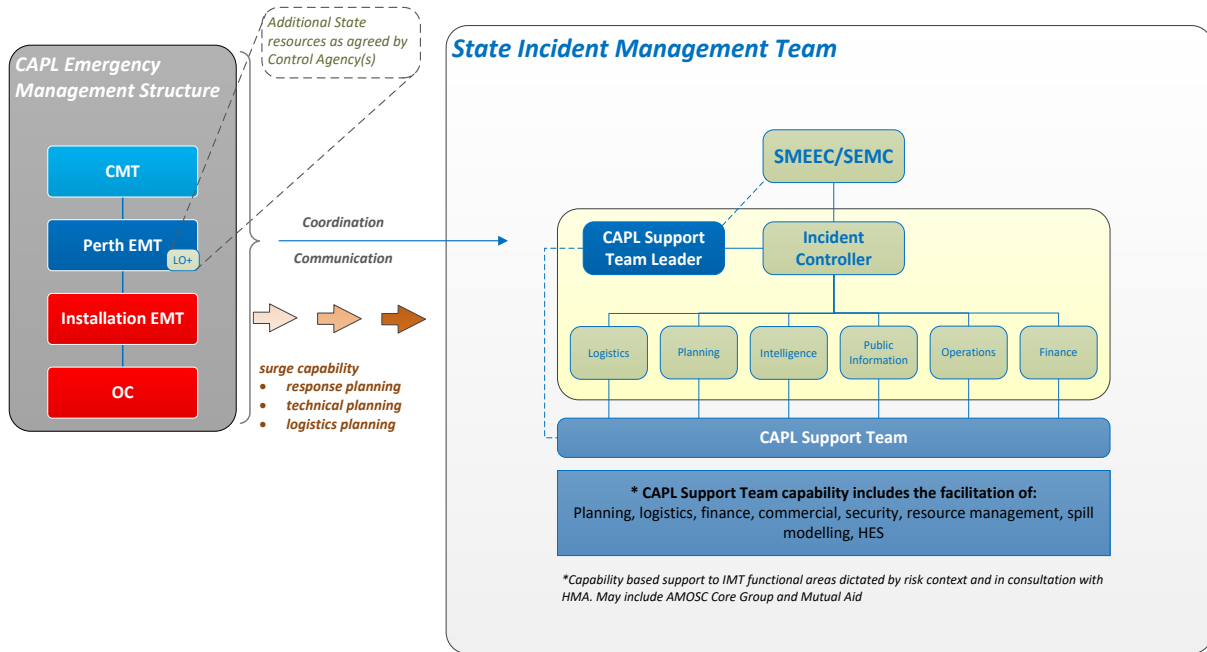 Additional State
resources as agreed by
Control Agency(s)
CAPL Emergency
Management Structure
CMT
Perth EMT
LO+
Installation EMT
OC
Coordination
Communication
surge capability
• response planning
• technical planning
• logistics planning
State Incident Management Team
SMEEC/SEMC
CAPL Support
Team Leader
Incident
Controller
Logistics
Planning
Intelligence
Public
Information
Operations
Finance
CAPL Support Team
* CAPL Support Team capability includes the facilitation of:
Planning, logistics, finance, commercial, security, resource management, spill
modelling, HES
*Capability based support to IMT functional areas dictated by risk context and in consultation with
HMA. May include AMOSC Core Group and Mutual Aid